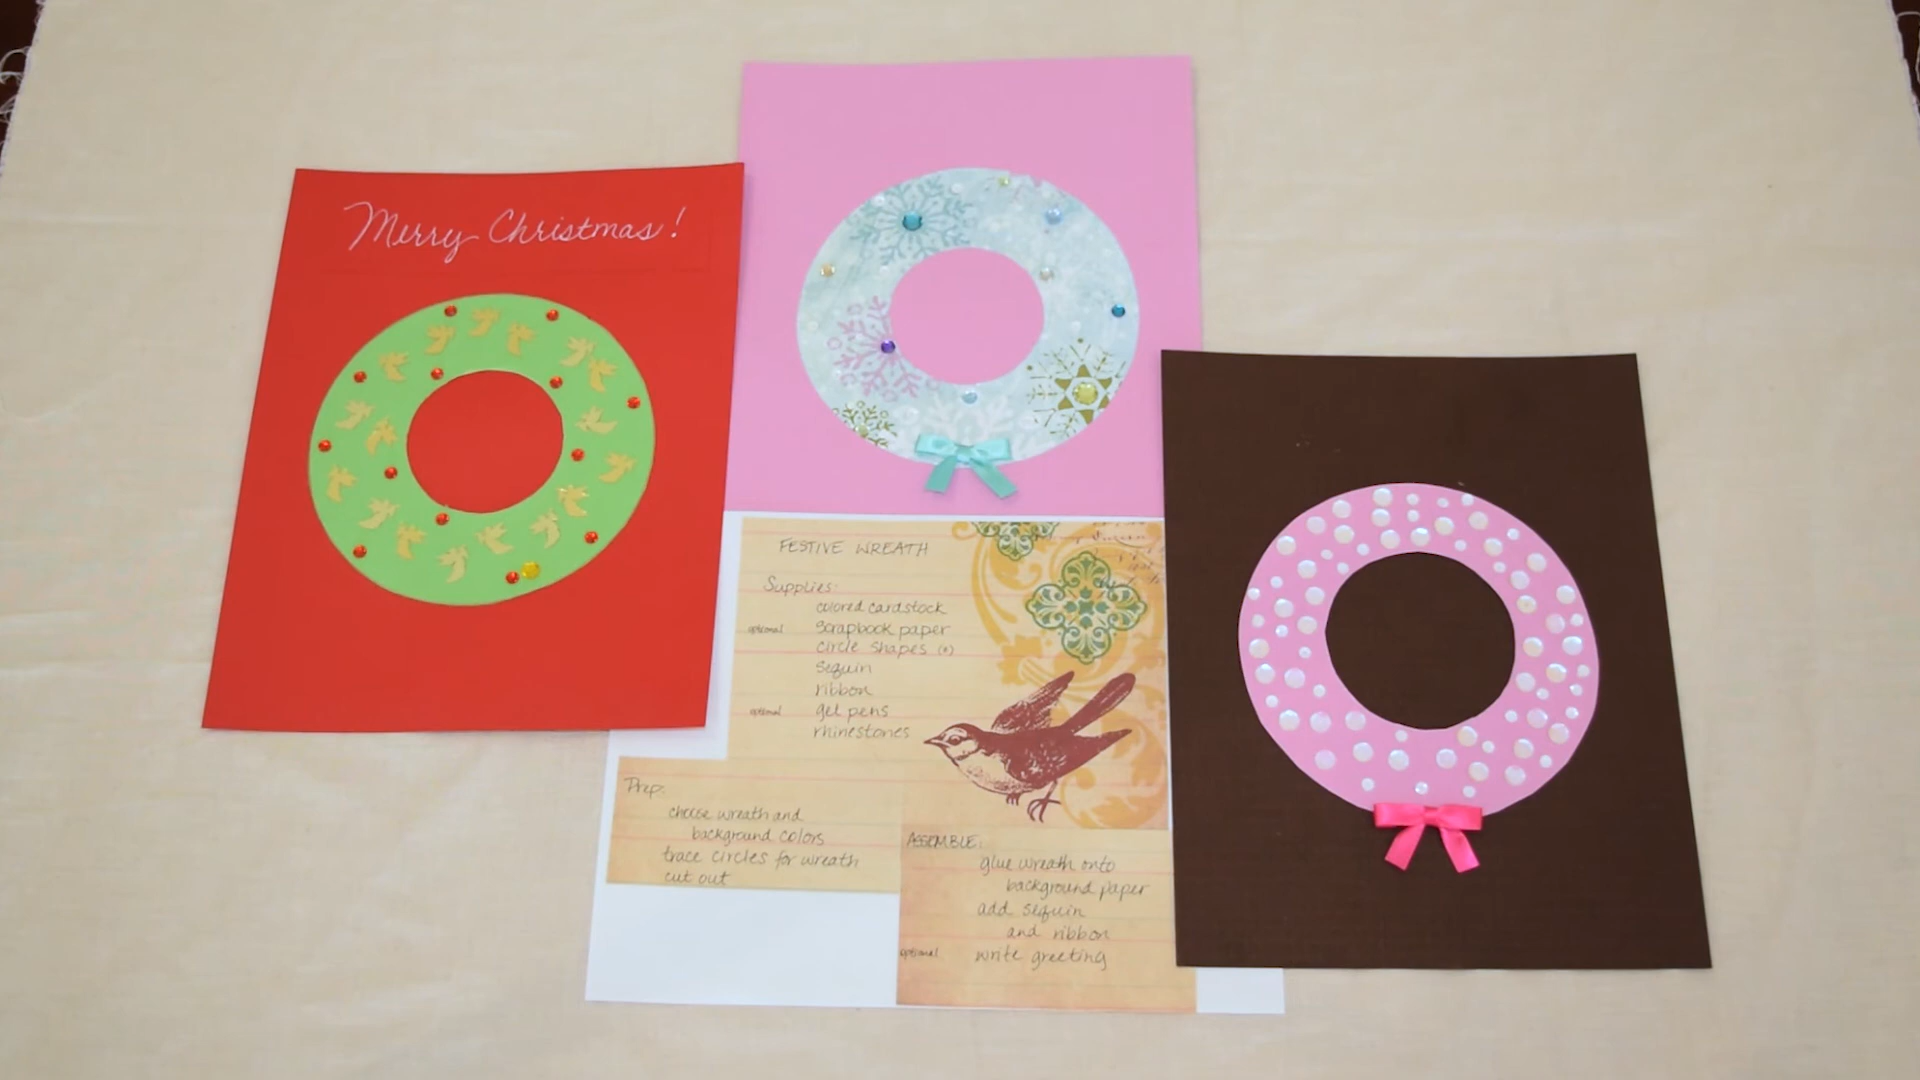 Merry Christmas!
FESTIVE WREATH
Supplies:
colored cardstock
optional scrapbook paper
circle shapes (2)
sequin
ribbon
optional gel pens
rhinestones
Prep:
choose wreath and
background colors
trace circles for wreath
cut out
ASSEMBLE:
glue wreath onto
background paper
add sequin
and ribbon
optional write greeting